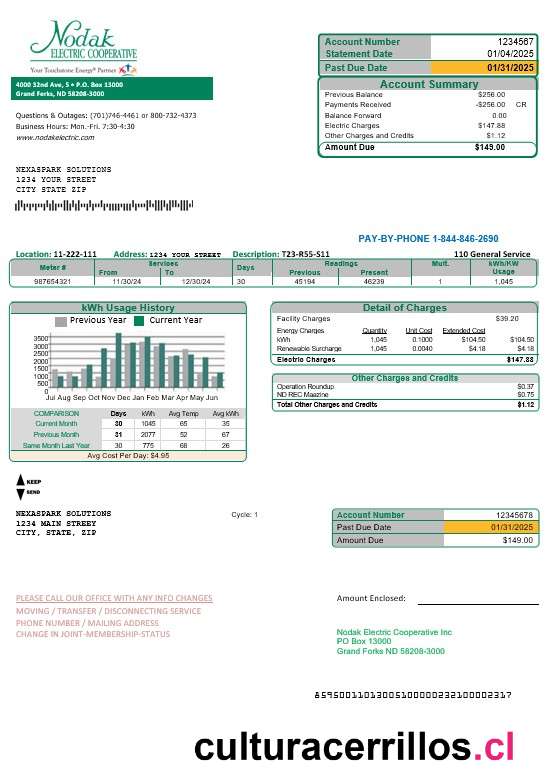 Nodak
ELECTRIC COOPERATIVE
Your Touchstone Energy® Partner
4000 32nd Ave, S • P.O. Box 13000
Grand Forks, ND 58208-3000
Questions & Outages: (701)746-4461 or 800-732-4373
Business Hours: Mon.-Fri. 7:30-4:30
www.nodakelectric.com
Account Number 1234567
Statement Date 01/04/2025
Past Due Date 01/31/2025
Account Summary
Previous Balance $256.00
Payments Received -$256.00 CR
Balance Forward 0.00
Electric Charges $147.88
Other Charges and Credits $1.12
Amount Due $149.00
NEXASPARK SOLUTIONS
1234 YOUR STREET
CITY STATE ZIP
PAY-BY-PHONE 1-844-846-2690
Location: 11-222-111 Address: 1234 YOUR STREET Description: T23-R55-S11 110 General Service
Meter # Services From To Days Readings Previous Present Mult. kWh/KW Usage
987654321 11/30/24 12/30/24 30 45194 46239 1 1,045
kWh Usage History
Previous Year Current Year
3500
3000
2500
2000
1500
1000
500
0
Jul Aug Sep Oct Nov Dec Jan Feb Mar Apr May Jun
COMPARISON Days kWh Avg Temp Avg kWh
Current Month 30 1045 65 35
Previous Month 31 2077 52 67
Same Month Last Year 30 775 68 26
Avg Cost Per Day: $4.95
Detail of Charges
Facility Charges $39.20
Energy Charges Quantity Unit Cost Extended Cost
kWh 1,045 0.1000 $104.50 $104.50
Renewable Surcharge 1,045 0.0040 $4.18 $4.18
Electric Charges $147.88
Other Charges and Credits
Operation Roundup $0.37
ND REC Maazine $0.75
Total Other Charges and Credits $1.12
KEEP
SEND
NEXASPARK SOLUTIONS
1234 MAIN STREEY
CITY, STATE, ZIP
Cycle: 1
Account Number 12345678
Past Due Date 01/31/2025
Amount Due $149.00
PLEASE CALL OUR OFFICE WITH ANY INFO CHANGES
MOVING / TRANSFER / DISCONNECTING SERVICE
PHONE NUMBER / MAILING ADDRESS
CHANGE IN JOINT-MEMBERSHIP-STATUS
Amount Enclosed:
Nodak Electric Cooperative Inc
PO Box 13000
Grand Forks ND 58208-3000
culturacerrillos.cl